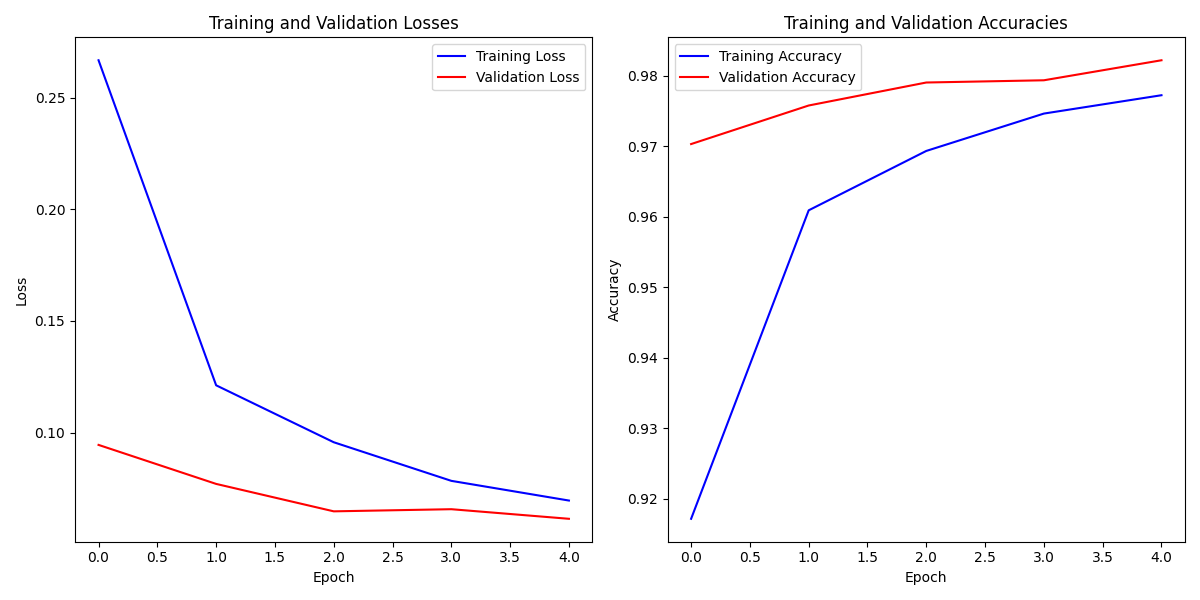 Training and Validation Losses
Training Loss
Validation Loss
0.25
0.20
0.15
0.10
Loss
0.0 0.5 1.0 1.5 2.0 2.5 3.0 3.5 4.0
Epoch
Training and Validation Accuracies
Training Accuracy
Validation Accuracy
0.98
0.97
0.96
0.95
0.94
0.93
0.92
Accuracy
0.0 0.5 1.0 1.5 2.0 2.5 3.0 3.5 4.0
Epoch